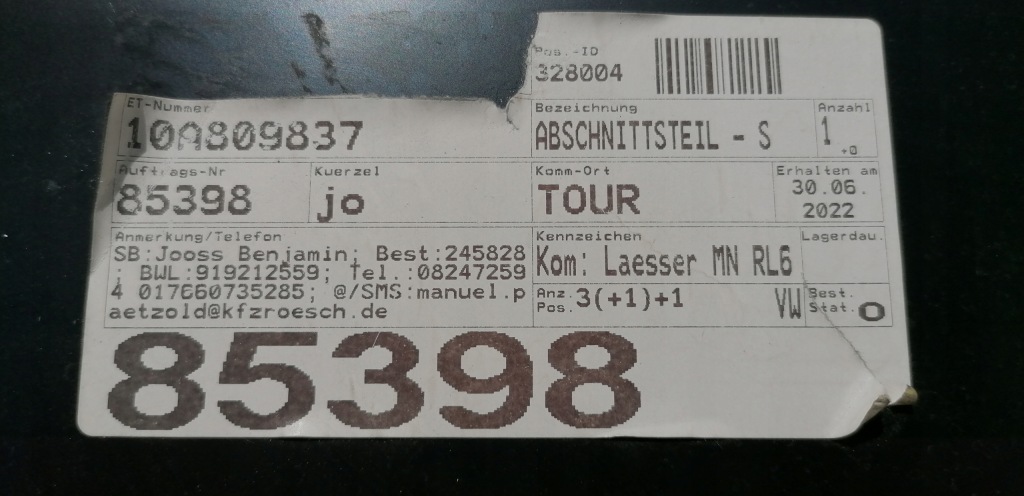 Pos.-ID
328004
ET-Nummer
10A809837
Bezeichnung
ABSCHNITTSTEIL - S
Anzahl
1
+0
Auftrags-Nr
85398
Kuerzel
jo
Komm-Ort
TOUR
Erhalten am
30.06.
2022
Anmerkung/Telefon
SB:Jooss Benjamin; Best:245828
; BWL:919212559; Tel.:08247259
4 017660735285; @/SMS:manuel.p
aetzold@kfzroesch.de
Kennzeichen
Kom: Laesser MN RL6
Lagerdau.
Anz.
Pos.
3(+1)+1
VW
Best.
Stat.
O
85398